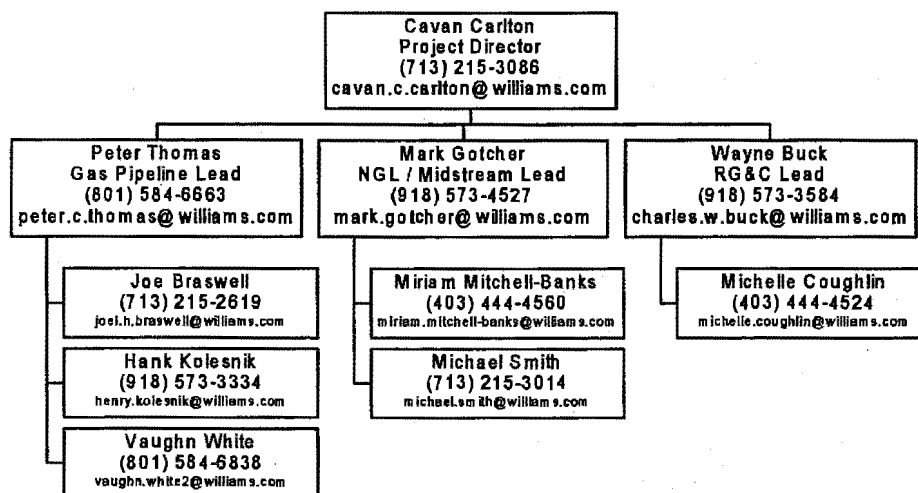 Cavan Carlton
Project Director
(713) 215-3086
cavan.c.carlton@williams.com
Peter Thomas
Gas Pipeline Lead
(801) 584-6663
peter.c.thomas@williams.com
Mark Gotcher
NGL / Midstream Lead
(918) 573-4527
mark.gotcher@williams.com
Wayne Buck
RG&C Lead
(918) 573-3584
charles.w.buck@williams.com
Joe Braswell
(713) 215-2619
joel.h.braswell@williams.com
Hank Kolesnik
(918) 573-3334
henry.kolesnik@williams.com
Vaughn White
(801) 584-6838
vaughn.white2@williams.com
Miriam Mitchell-Banks
(403) 444-4560
miriam.mitchell-banks@williams.com
Michael Smith
(713) 215-3014
michael.smith@williams.com
Michelle Coughlin
(403) 444-4524
michelle.coughlin@williams.com